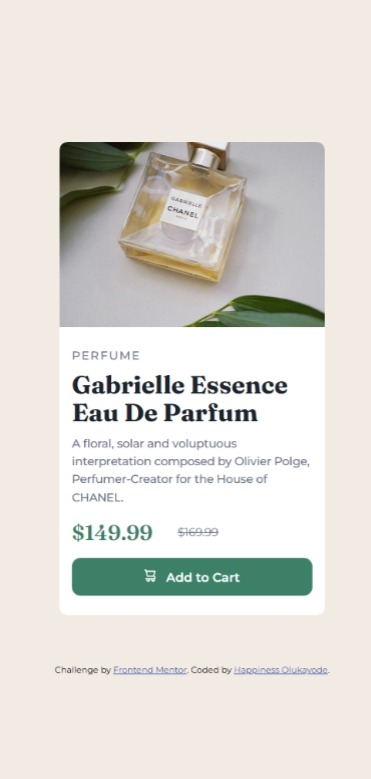 GABRIELLE
CHANEL
PERFUME
Gabrielle Essence
Eau De Parfum
A floral, solar and voluptuous
interpretation composed by Olivier Polge,
Perfumer-Creator for the House of
CHANEL.
$149.99 $169.99
Add to Cart
Challenge by Frontend Mentor. Coded by Happiness Olukayode.